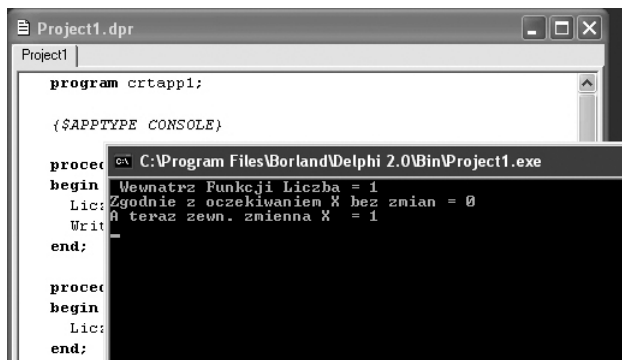 Project1.dpr
Project1
program crtapp1;
{$APPTYPE CONSOLE}
begin
end;
begin
end;
C:\Program Files\Borland\Delphi 2.0\Bin\Project1.exe
Wewnatrz Funkcji Liczba = 1
Zgodnie z oczekiwaniem X bez zmian = 0
A teraz zewn. zmienna X = 1